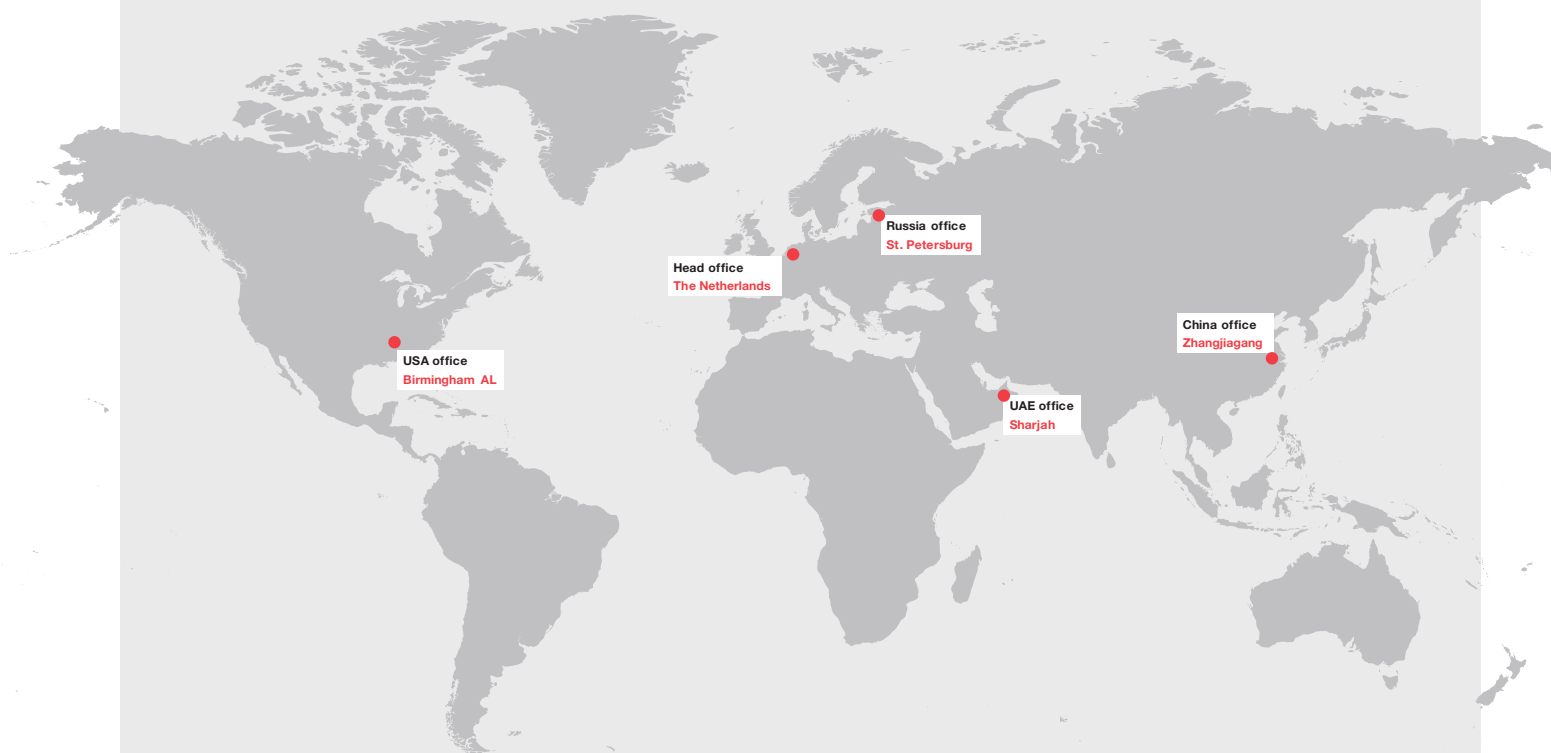 Russia office
St. Petersburg
Head office
The Netherlands
China office
Zhangjiagang
USA office
Birmingham AL
UAE office
Sharjah